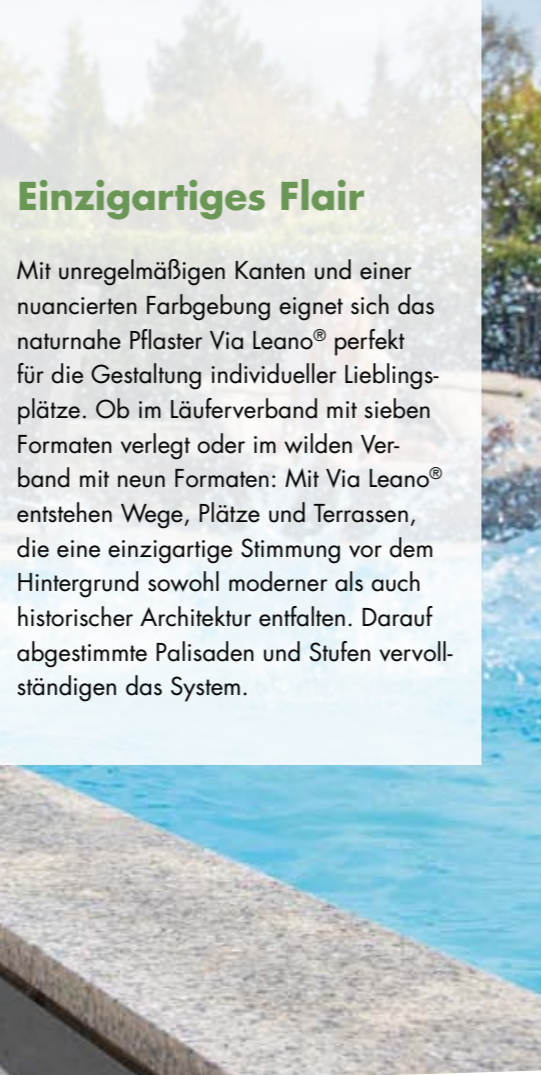 Einzigartiges Flair
Mit unregelmäßigen Kanten und einer
nuancierten Farbgebung eignet sich das
naturnahe Pflaster Via Leano® perfekt
für die Gestaltung individueller Lieblings-
plätze. Ob im Läuferverband mit sieben
Formaten verlegt oder im wilden Ver-
band mit neun Formaten: Mit Via Leano®
entstehen Wege, Plätze und Terrassen,
die eine einzigartige Stimmung vor dem
Hintergrund sowohl moderner als auch
historischer Architektur entfalten. Darauf
abgestimmte Palisaden und Stufen vervoll-
ständigen das System.